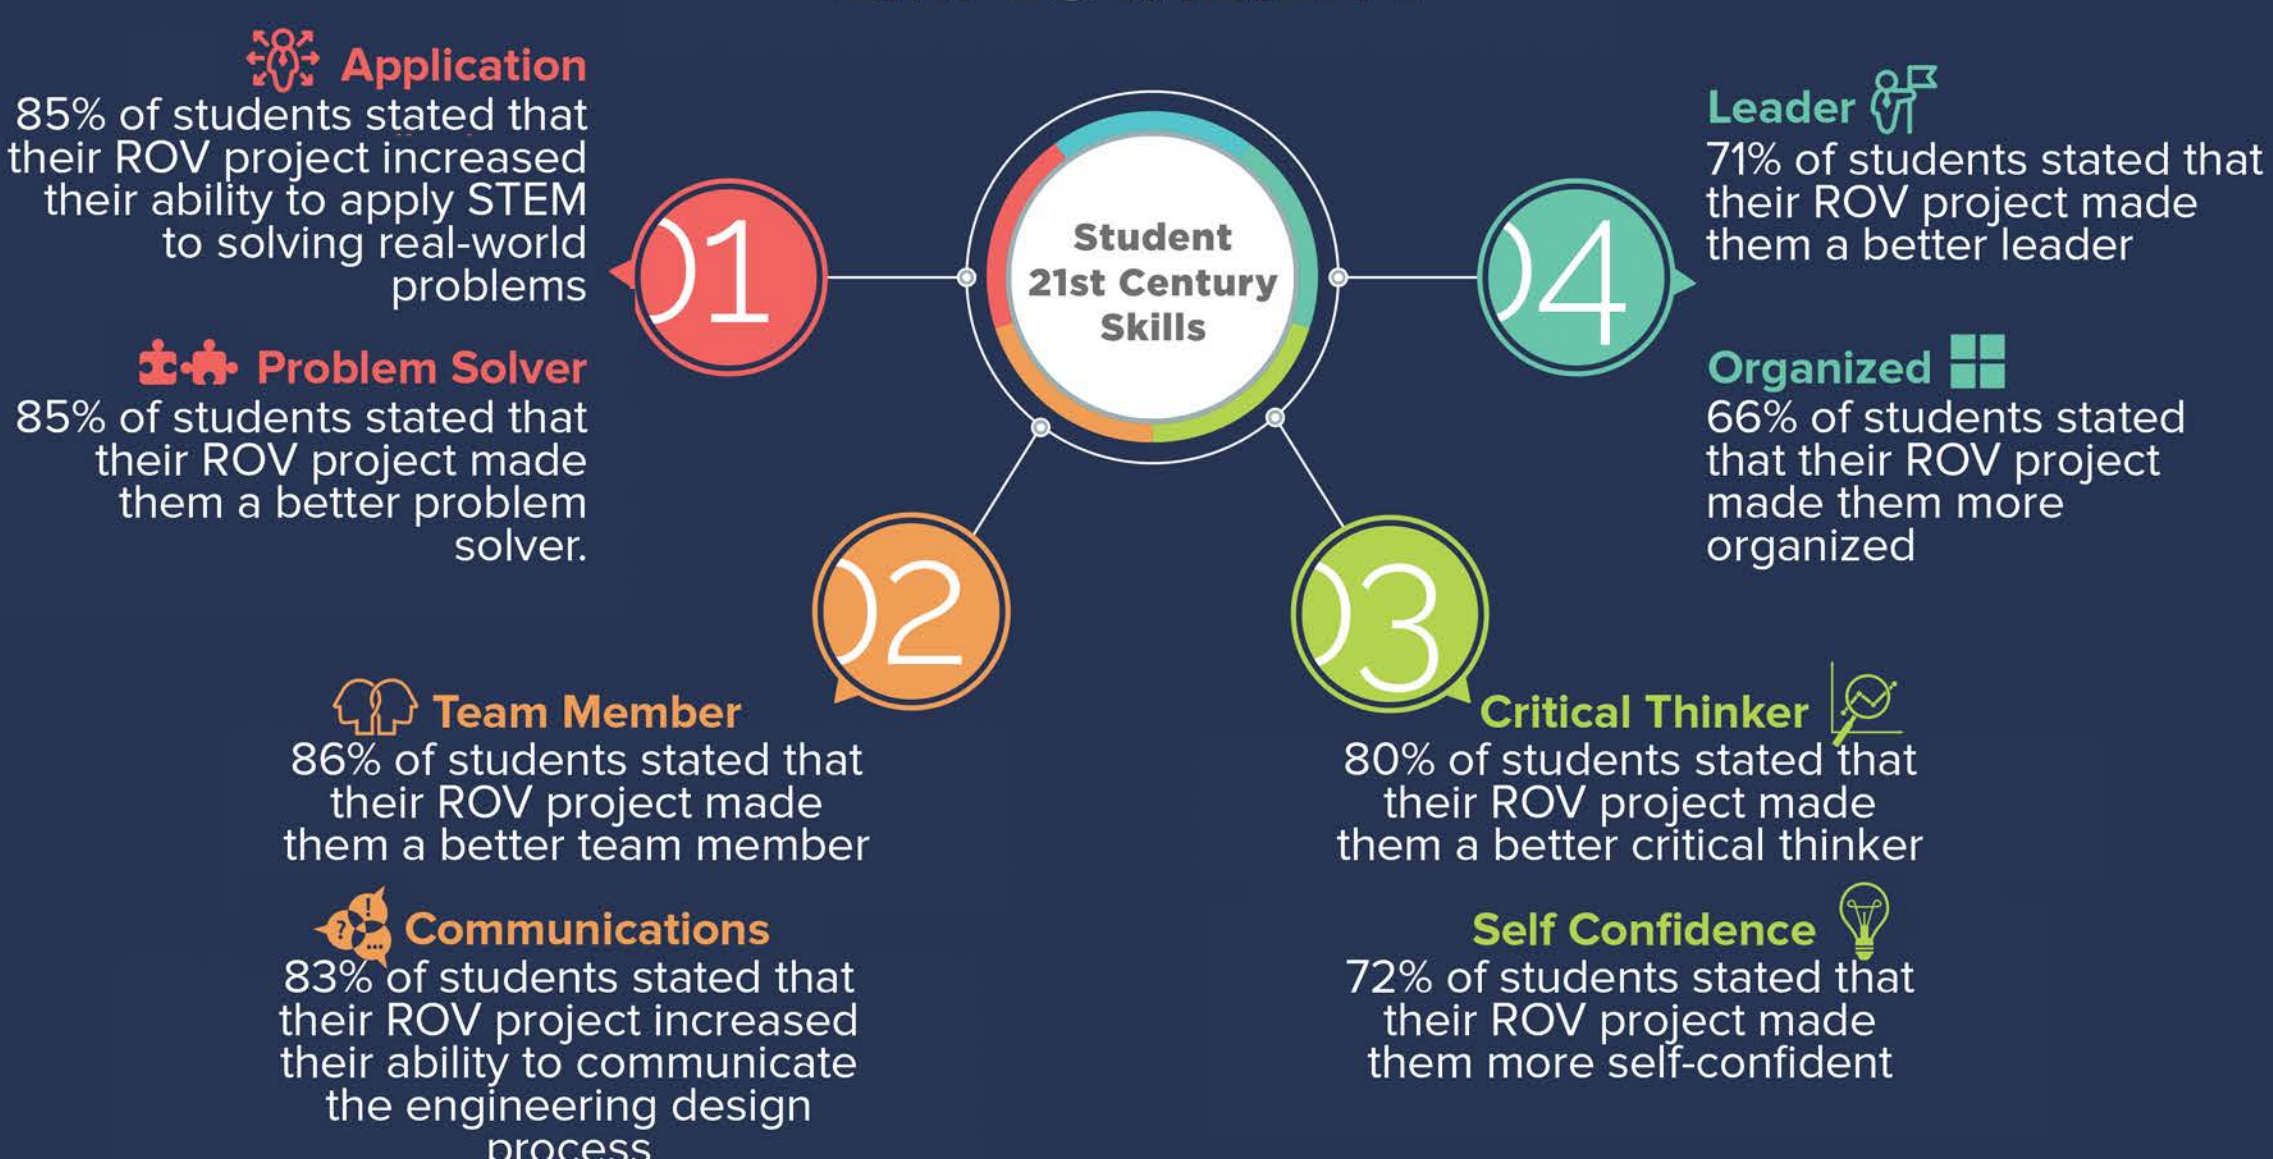 Application
85% of students stated that
their ROV project increased
their ability to apply STEM
to solving real-world
problems
Problem Solver
85% of students stated that
their ROV project made
them a better problem
solver.
01
Student
21st Century
Skills
04
Leader
71% of students stated that
their ROV project made
them a better leader
Organized
66% of students stated
that their ROV project
made them more
organized
02
Team Member
86% of students stated that
their ROV project made
them a better team member
Communications
83% of students stated that
their ROV project increased
their ability to communicate
the engineering design
process
03
Critical Thinker
80% of students stated that
their ROV project made
them a better critical thinker
Self Confidence
72% of students stated that
their ROV project made
them more self-confident